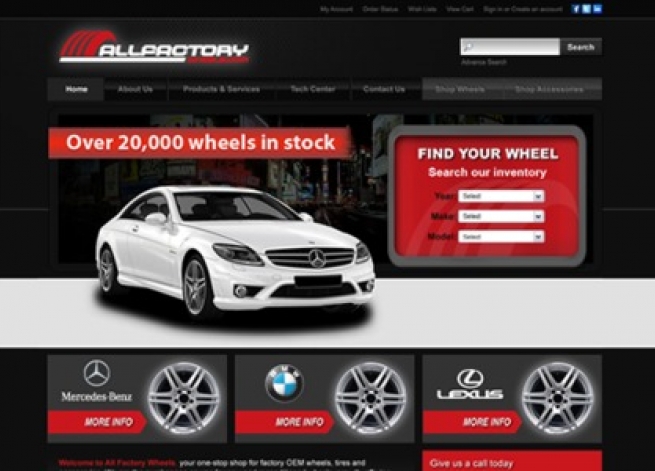 My Account Order Status Wish Lists View Cart Sign in or Create an account
ALLFACTORY
Search
Advance Search
Home About Us Products & Services Tech Center Contact Us Shop Wheels Shop Accessories
Over 20,000 wheels in stock
FIND YOUR WHEEL
Search our inventory
Year: Select
Make: Select
Model: Select
Mercedes-Benz
MORE INFO
BMW
MORE INFO
LEXUS
MORE INFO
Welcome to All Factory Wheels, your one-stop shop for factory OEM wheels, tires and
Give us a call today